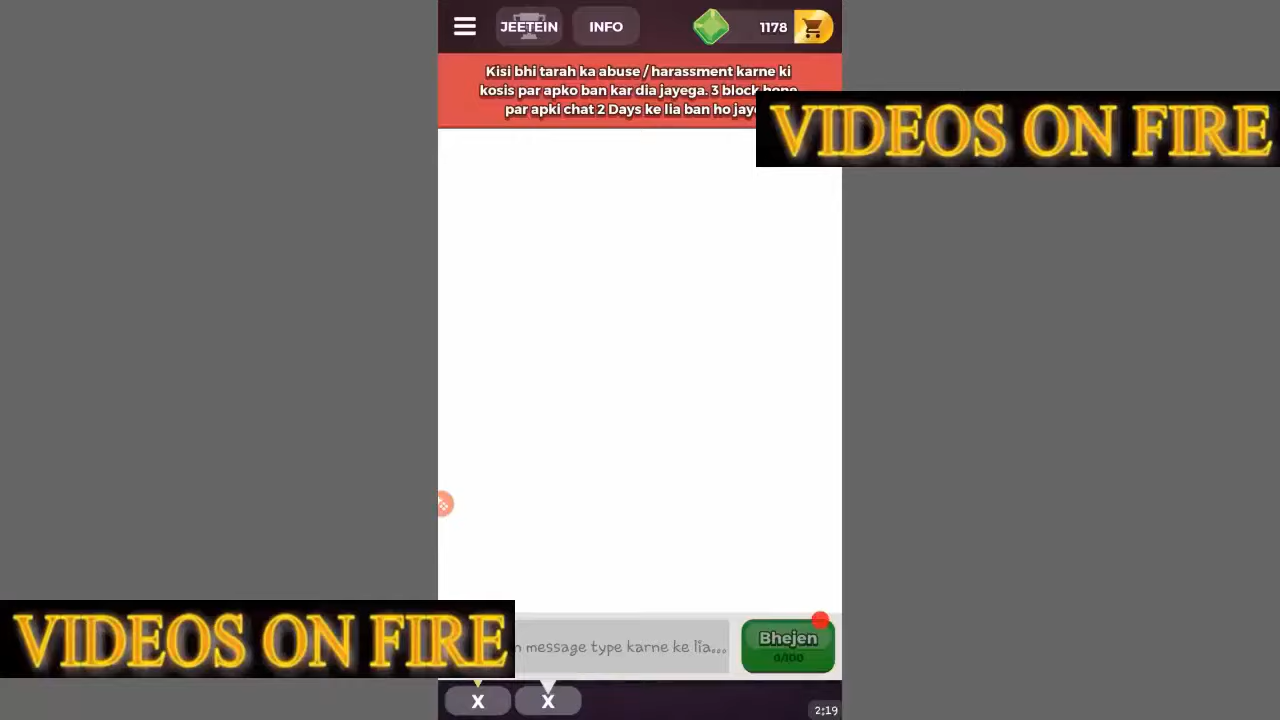 JEETEIN
INFO
1178
Kisi bhi tarah ka abuse / harassment karne ki
kosis par apko ban kar dia jayega. 3 block hone
par apki chat 2 Days ke lia ban ho
VIDEOS ON FIRE
message type karne ke lia...
Bhejen
0/100
VIDEOS ON FIRE
X
X
2:19